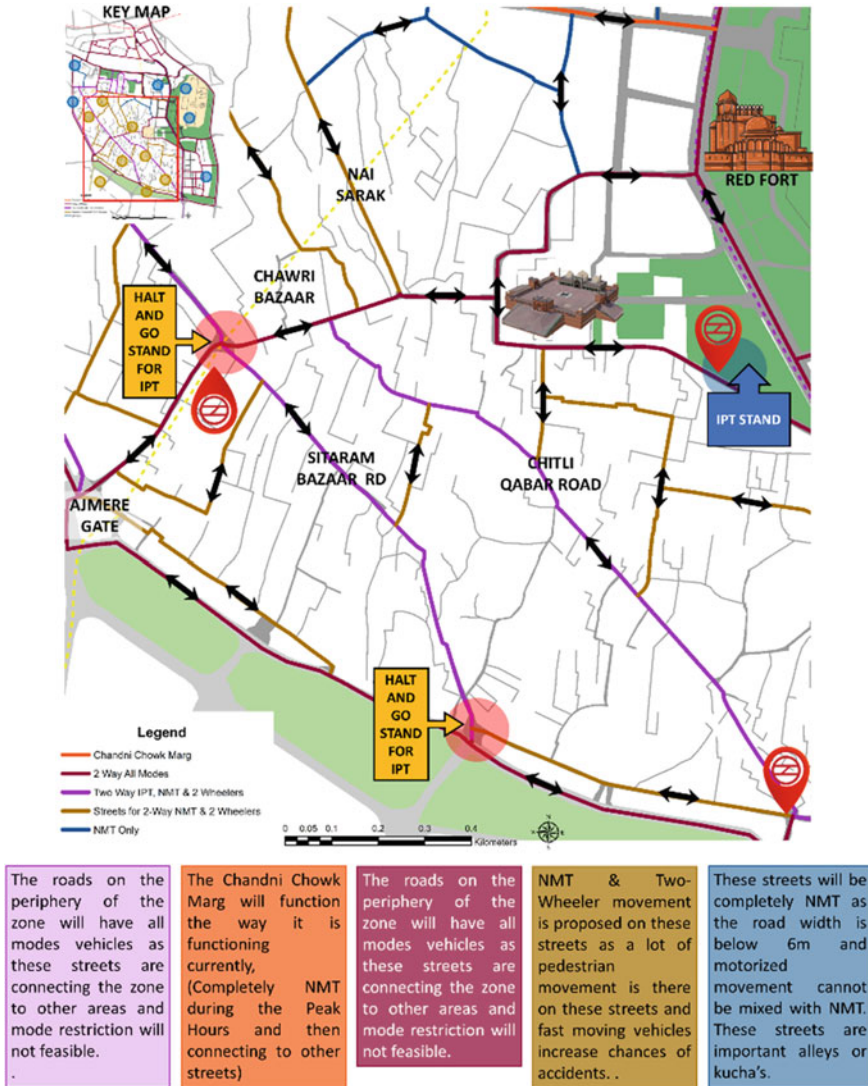 KEY MAP
RED FORT
NAI
SARAK
CHAWRI
BAZAAR
HALT
AND
GO
STAND
FOR
IPT
IPT STAND
SITARAM
BAZAAR RD
CHITLI
QABAR ROAD
AJMERE
GATE
HALT
AND
GO
STAND
FOR
IPT
Legend
Chandni Chowk Marg
2 Way All Modes
Two Way IPT, NMT & 2 Wheelers
Streets for 2-Way NMT & 2 Wheelers
NMT Only
0 0.05 0.1 0.2 0.3 0.4
Kilometers
The roads on the
periphery of the
zone will have all
modes vehicles as
these streets are
connecting the zone
to other areas and
mode restriction will
not feasible.
.
The Chandni Chowk
Marg will function
the way it is
functioning
currently,
(Completely NMT
during the Peak
Hours and then
connecting to other
streets)
The roads on the
periphery of the
zone will have all
modes vehicles as
these streets are
connecting the zone
to other areas and
mode restriction will
not feasible.
NMT & Two-
Wheeler movement
is proposed on these
streets as a lot of
pedestrian
movement is there
on these streets and
fast moving vehicles
increase chances of
accidents. .
These streets will be
completely NMT as
the road width is
below 6m and
motorized
movement cannot
be mixed with NMT.
These streets are
important alleys or
kucha's.